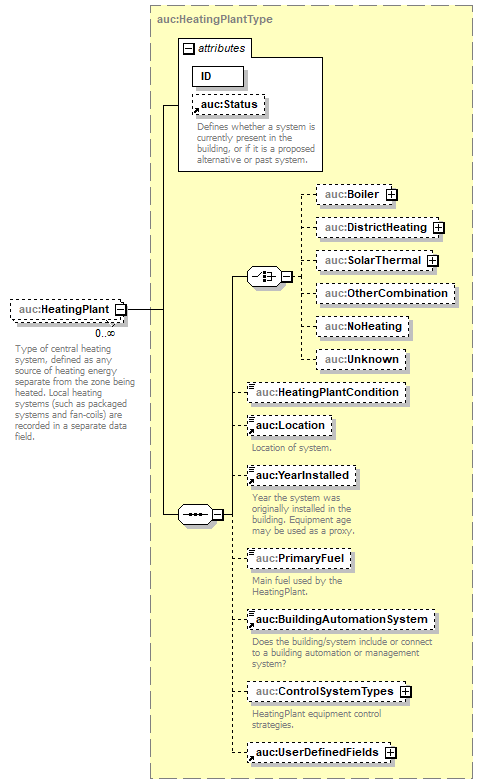 auc:HeatingPlantType
attributes
ID
auc:Status
Defines whether a system is
currently present in the
building, or if it is a proposed
alternative or past system.
auc:Boiler
auc:DistrictHeating
auc:SolarThermal
auc:OtherCombination
auc:NoHeating
auc:Unknown
auc:HeatingPlant
0..∞
Type of central heating
system, defined as any
source of heating energy
separate from the zone being
heated. Local heating
systems (such as packaged
systems and fan-coils) are
recorded in a separate data
field.
auc:HeatingPlantCondition
auc:Location
Location of system.
auc:YearInstalled
Year the system was
originally installed in the
building. Equipment age
may be used as a proxy.
auc:PrimaryFuel
Main fuel used by the
HeatingPlant.
auc:BuildingAutomationSystem
Does the building/system include or connect
to a building automation or management
system?
auc:ControlSystemTypes
HeatingPlant equipment control
strategies.
auc:UserDefinedFields